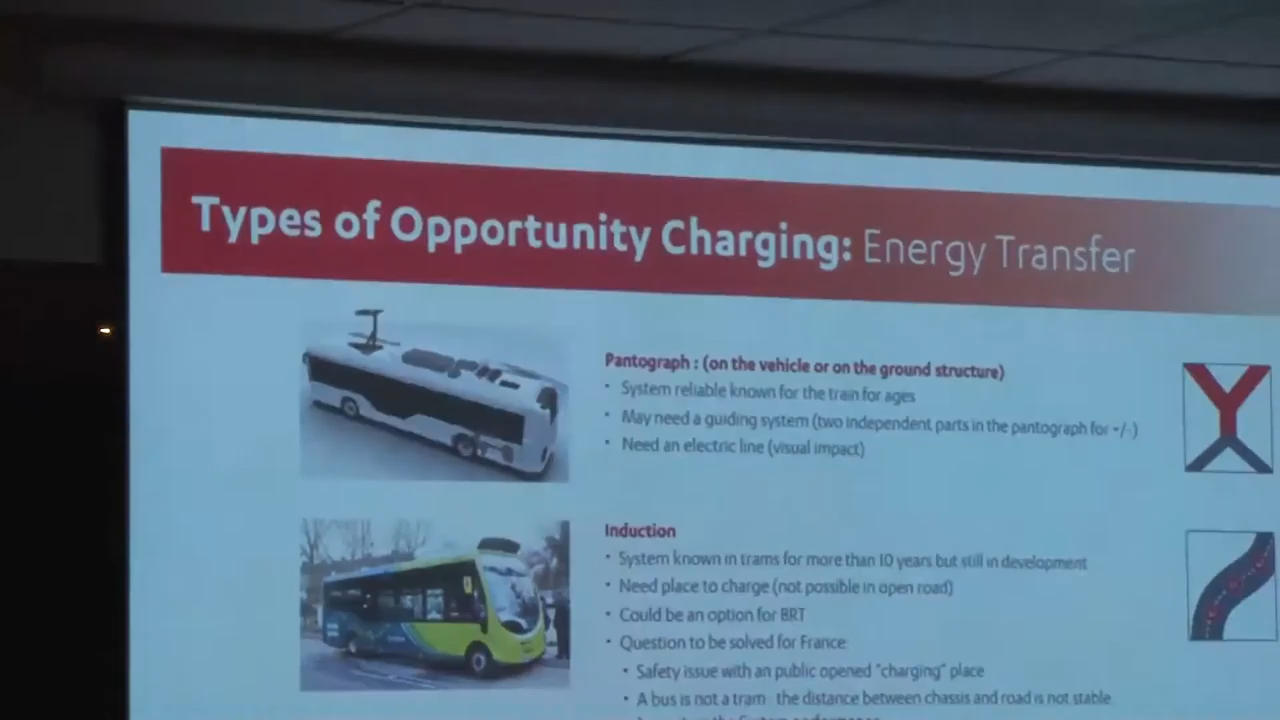 Types of Opportunity Charging: Energy Transfer
Pantograph : (on the vehicle or on the ground structure)
• System reliable known for the train for ages
• May need a guiding system (two independent parts in the pantograph for +/-)
• Need an electric line (visual impact)
Induction
• System known in trams for more than 10 years but still in development
• Need place to charge (not possible in open road)
• Could be an option for BRT
• Question to be solved for France:
• Safety issue with an public opened "charging" place
• A bus is not a tram : the distance between chassis and road is not stable